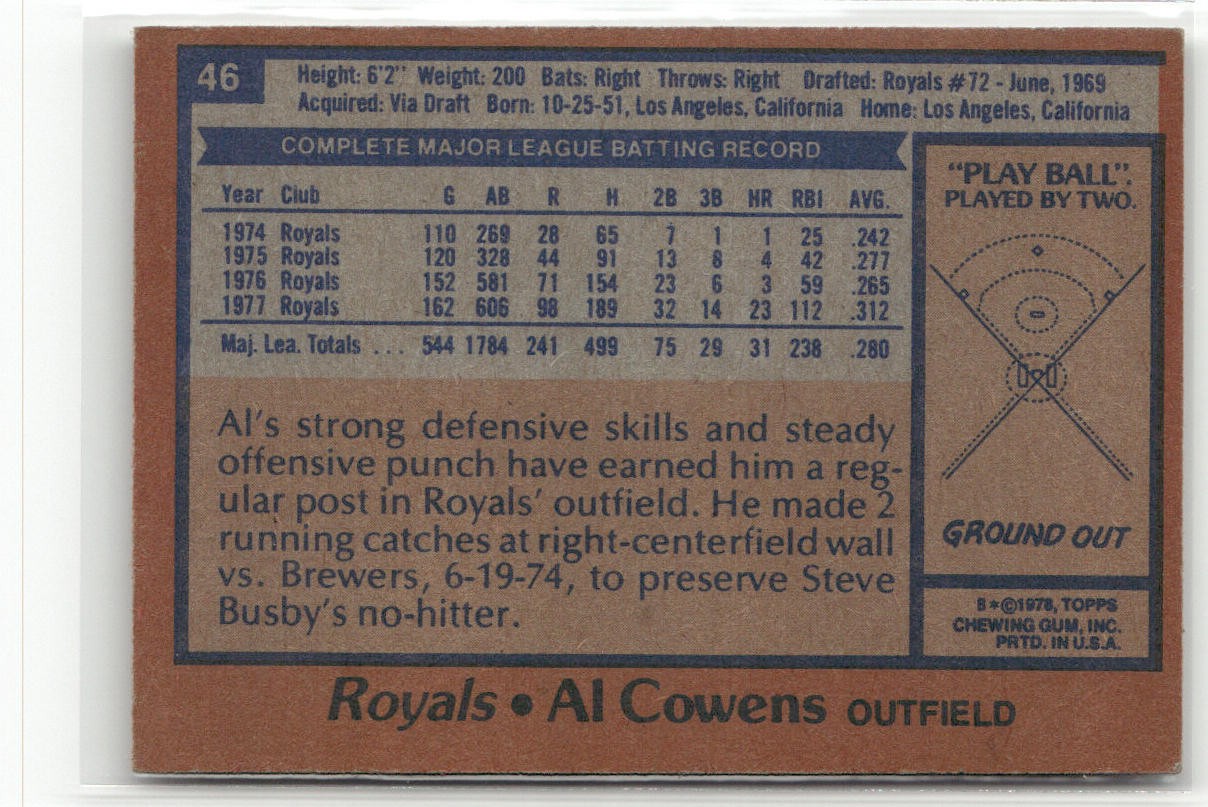 46
Height: 6'2" Weight: 200 Bats: Right Throws: Right Drafted: Royals #72 - June, 1969
Acquired: Via Draft Born: 10-25-51, Los Angeles, California Home: Los Angeles, California
COMPLETE MAJOR LEAGUE BATTING RECORD
Year Club G AB R H 2B 3B HR RBI AVG.
1974 Royals 110 269 28 65 7 1 1 25 .242
1975 Royals 120 328 44 91 13 8 4 42 .277
1976 Royals 152 581 71 154 23 6 3 59 .265
1977 Royals 162 606 98 189 32 14 23 112 .312
Maj. Lea. Totals ... 544 1784 241 499 75 29 31 238 .280
Al's strong defensive skills and steady
offensive punch have earned him a reg-
ular post in Royals' outfield. He made 2
running catches at right-centerfield wall
vs. Brewers, 6-19-74, to preserve Steve
Busby's no-hitter.
"PLAY BALL".
PLAYED BY TWO.
GROUND OUT
B*©1978, TOPPS
CHEWING GUM, INC.
PRTD. IN U.S.A.
Royals • Al Cowens OUTFIELD